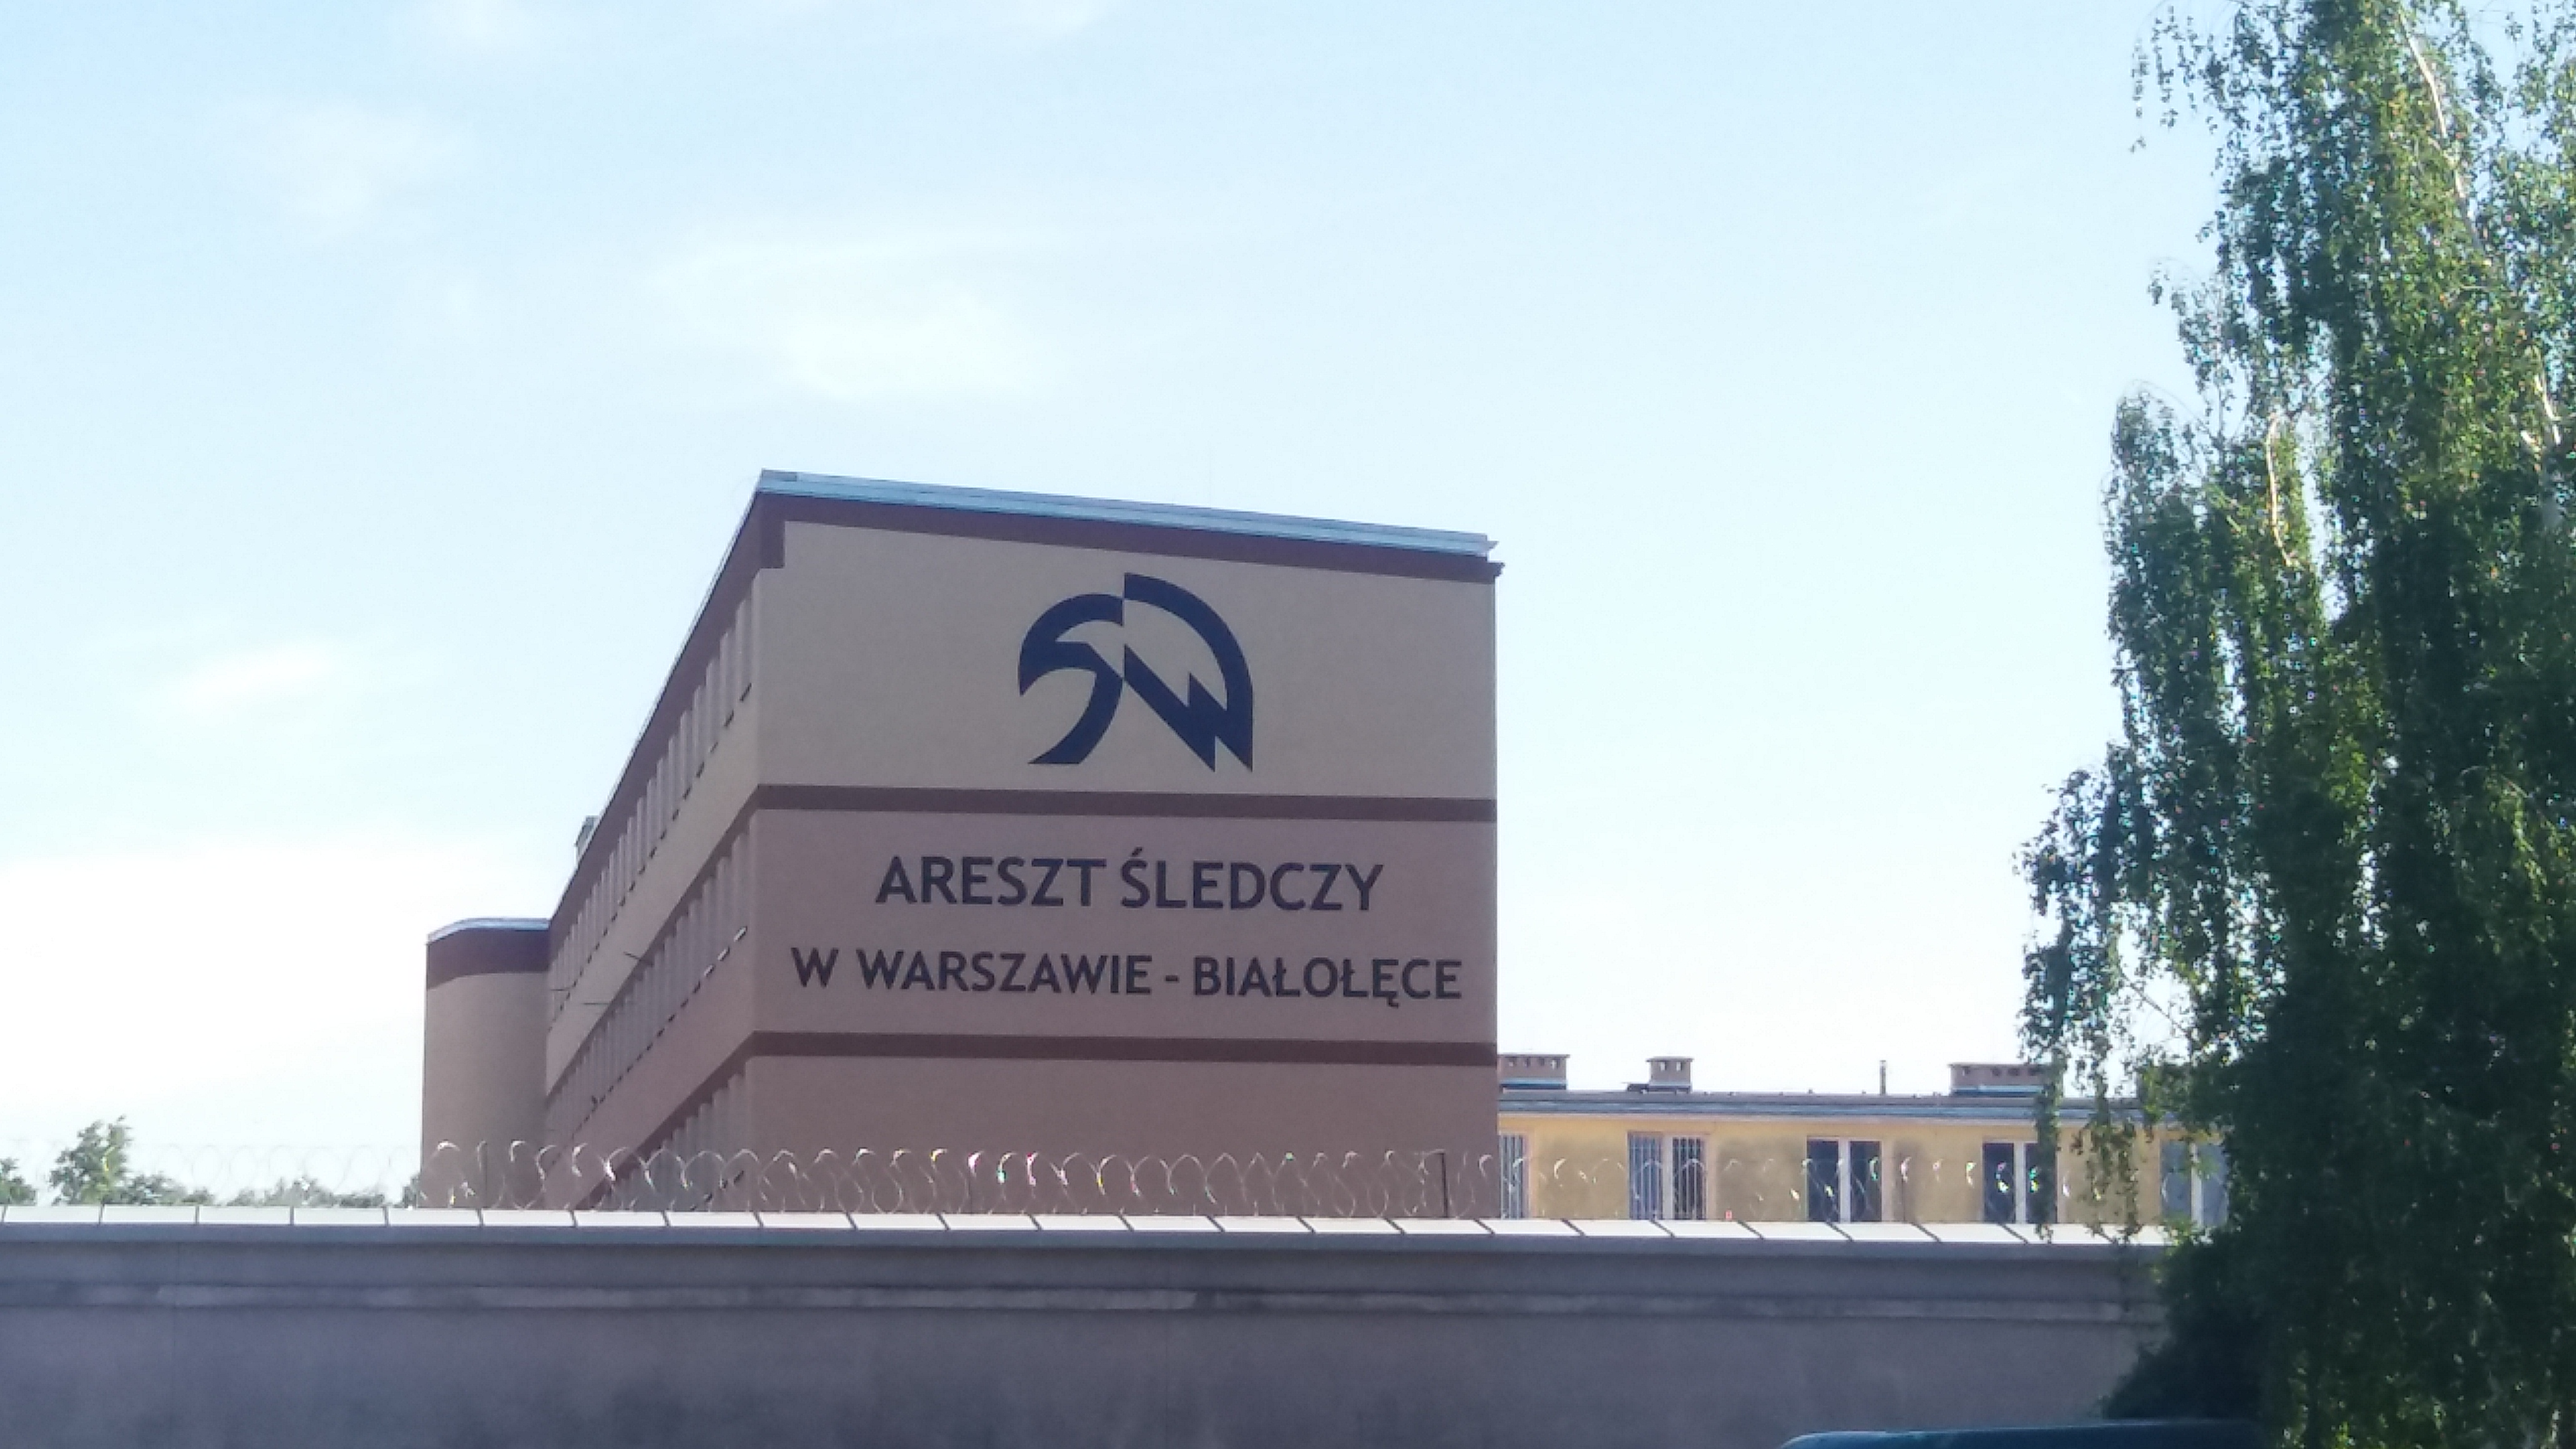 ARESZT ŚLEDCZY
W WARSZAWIE - BIAŁOŁĘCE